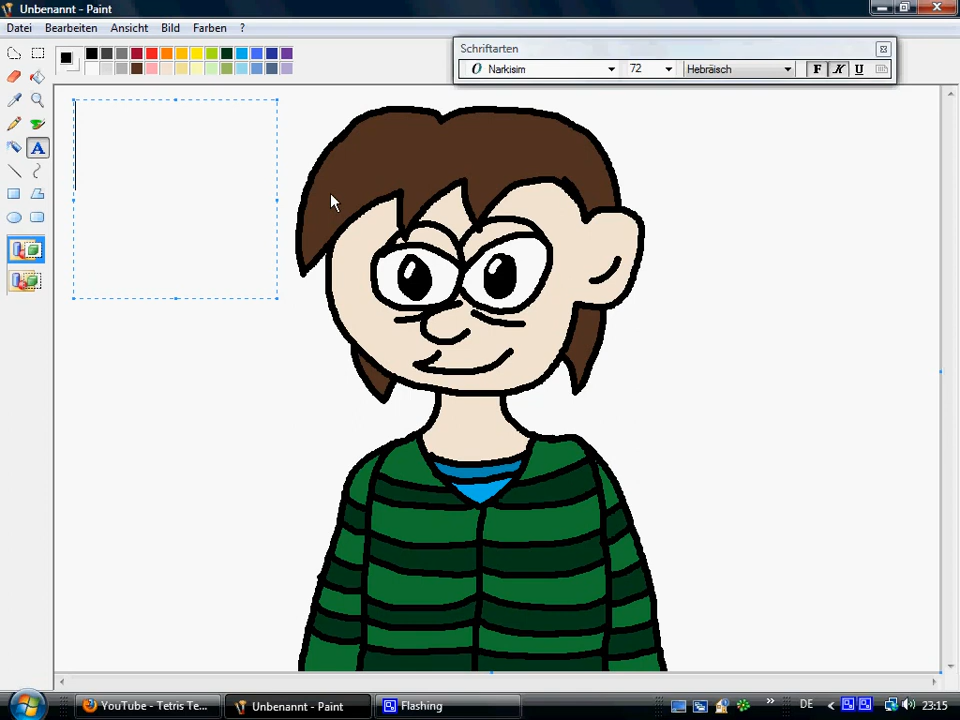 Unbenannt - Paint
Datei Bearbeiten Ansicht Bild Farben ?
Schriftarten
O Narkisim 72 Hebräisch F K U
A
YouTube - Tetris Te... Unbenannt - Paint Flashing » DE 23:15